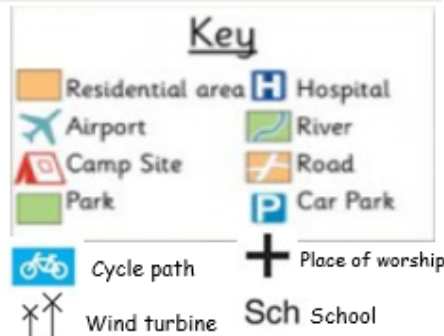 Key
Residential area H Hospital
Airport River
Camp Site Road
Park P Car Park
Cycle path Place of worship
Wind turbine Sch School